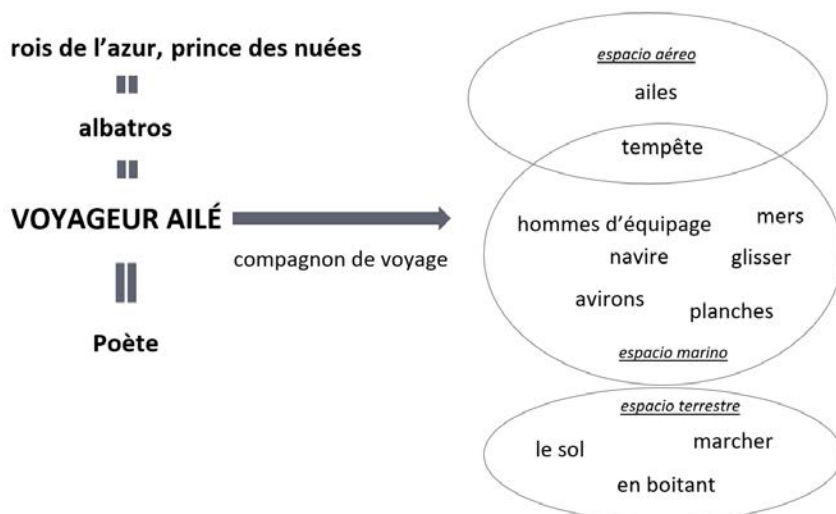 rois de l’azur, prince des nuées
albatros
VOYAGEUR AILÉ
compagnon de voyage
Poète
espacio aéreo
ailes
tempête
hommes d’équipage
mers
navire
glisser
avirons
planches
espacio marino
espacio terrestre
le sol
marcher
en boitant